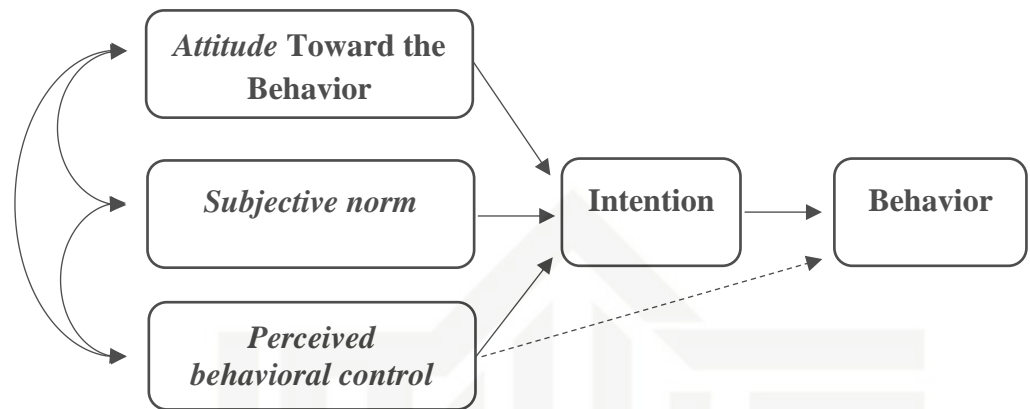 Attitude Toward the
Behavior
Subjective norm
Intention
Behavior
Perceived
behavioral control